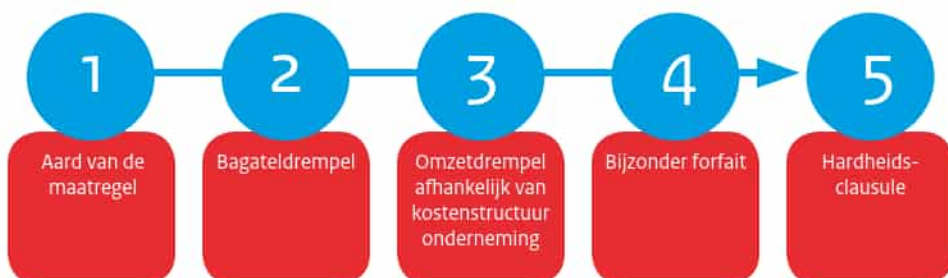 1
2
3
4
5
Aard van de
maatregel
Bagateldrempel
Omzetdrempel
afhankelijk van
kostenstructuur
onderneming
Bijzonder forfait
Hardheids-
clausule